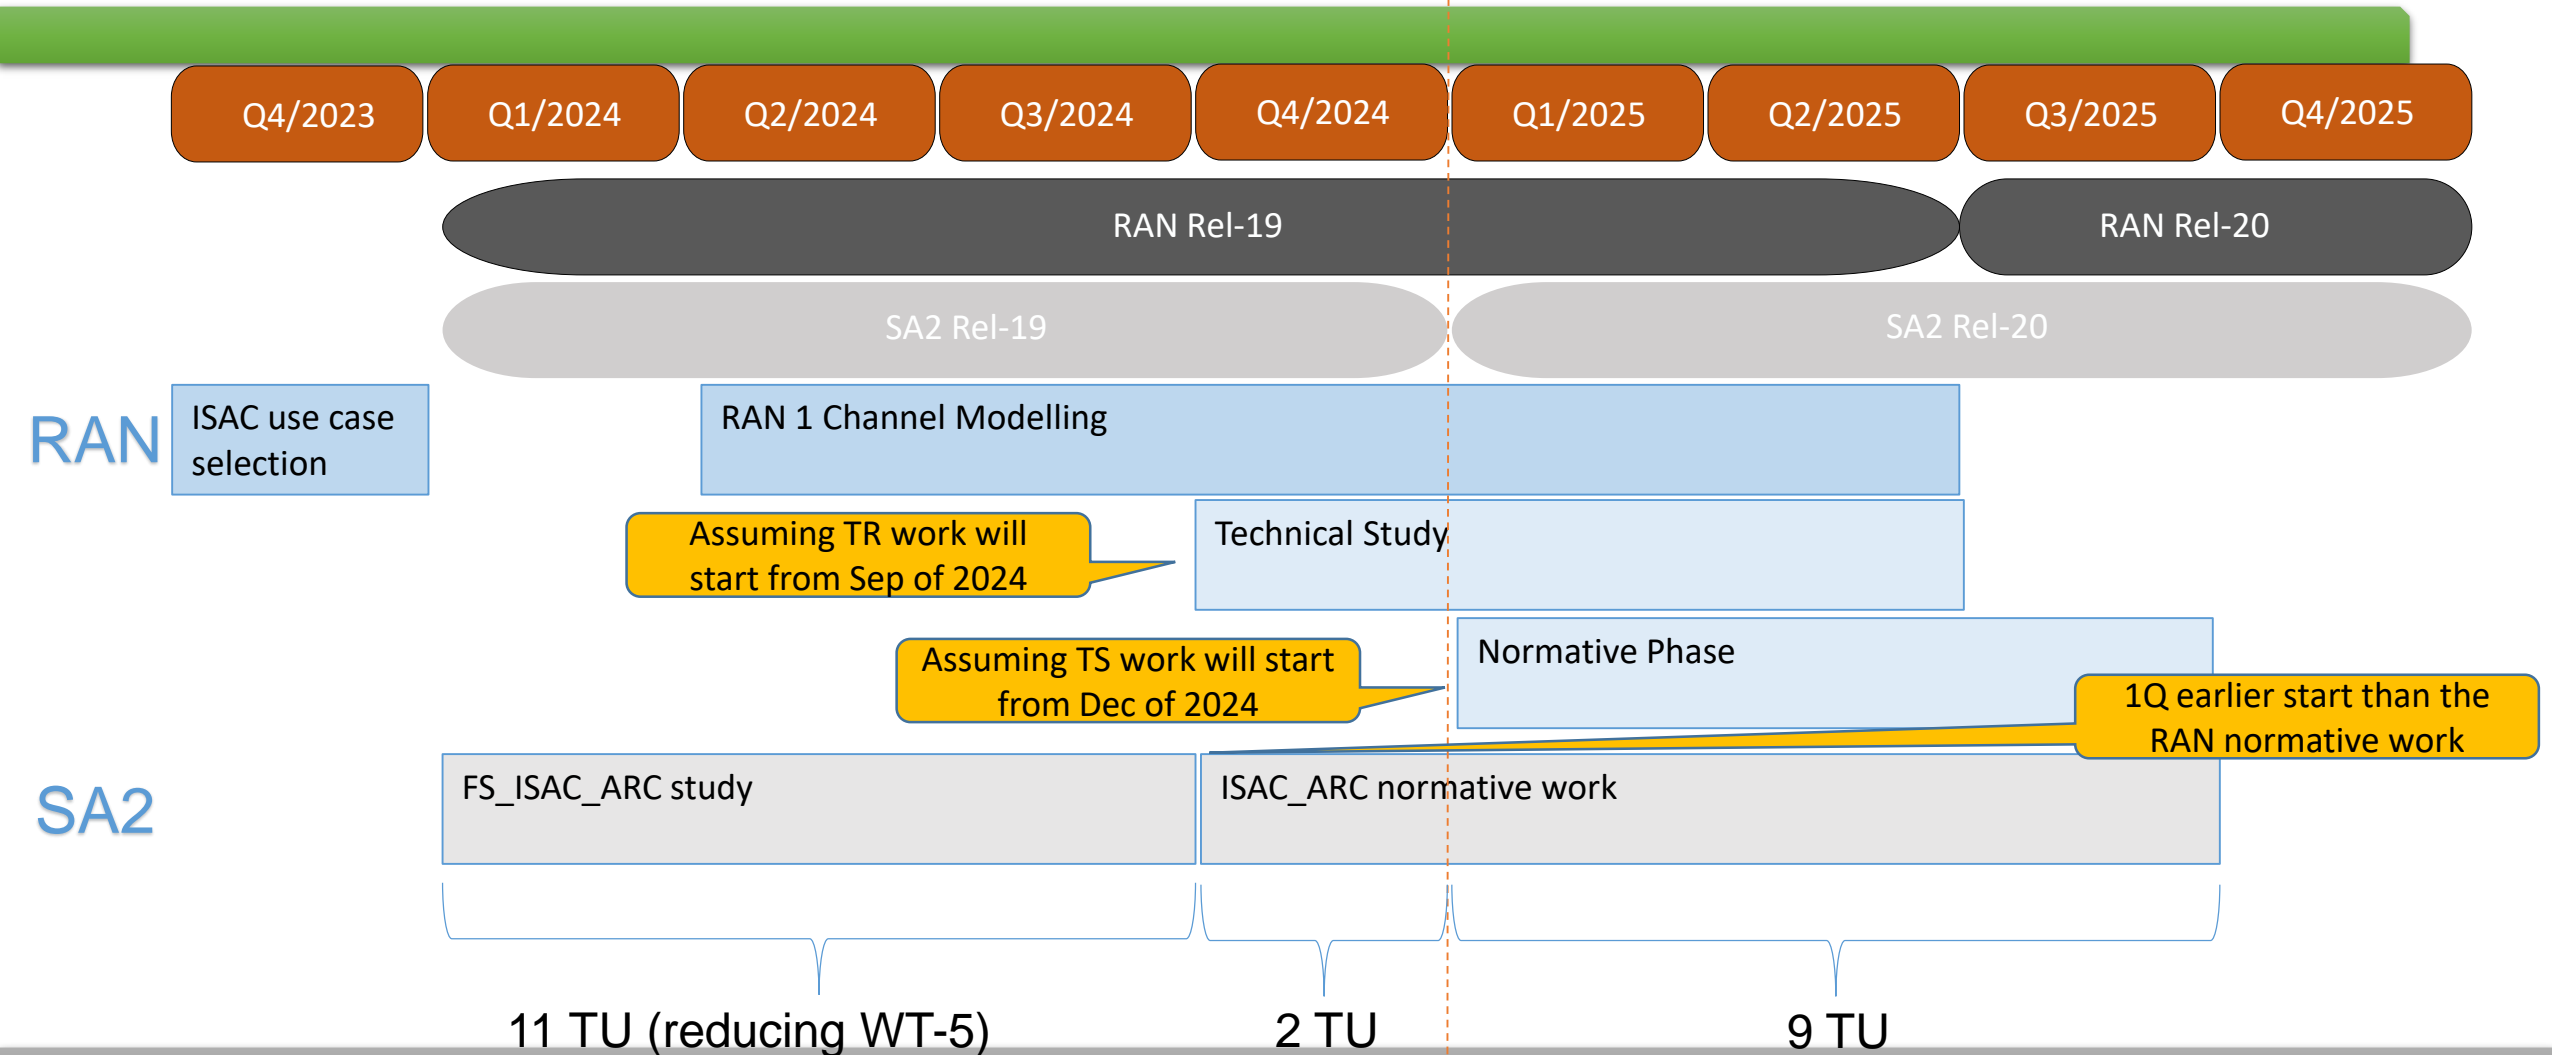 Q4/2023
Q1/2024
Q2/2024
Q3/2024
Q4/2024
Q1/2025
Q2/2025
Q3/2025
Q4/2025
RAN Rel-19
RAN Rel-20
SA2 Rel-19
SA2 Rel-20
RAN
ISAC use case
selection
RAN 1 Channel Modelling
Assuming TR work will
start from Sep of 2024
Technical Study
Assuming TS work will start
from Dec of 2024
Normative Phase
1Q earlier start than the
RAN normative work
SA2
FS_ISAC_ARC study
ISAC_ARC normative work
11 TU (reducing WT-5)
2 TU
9 TU